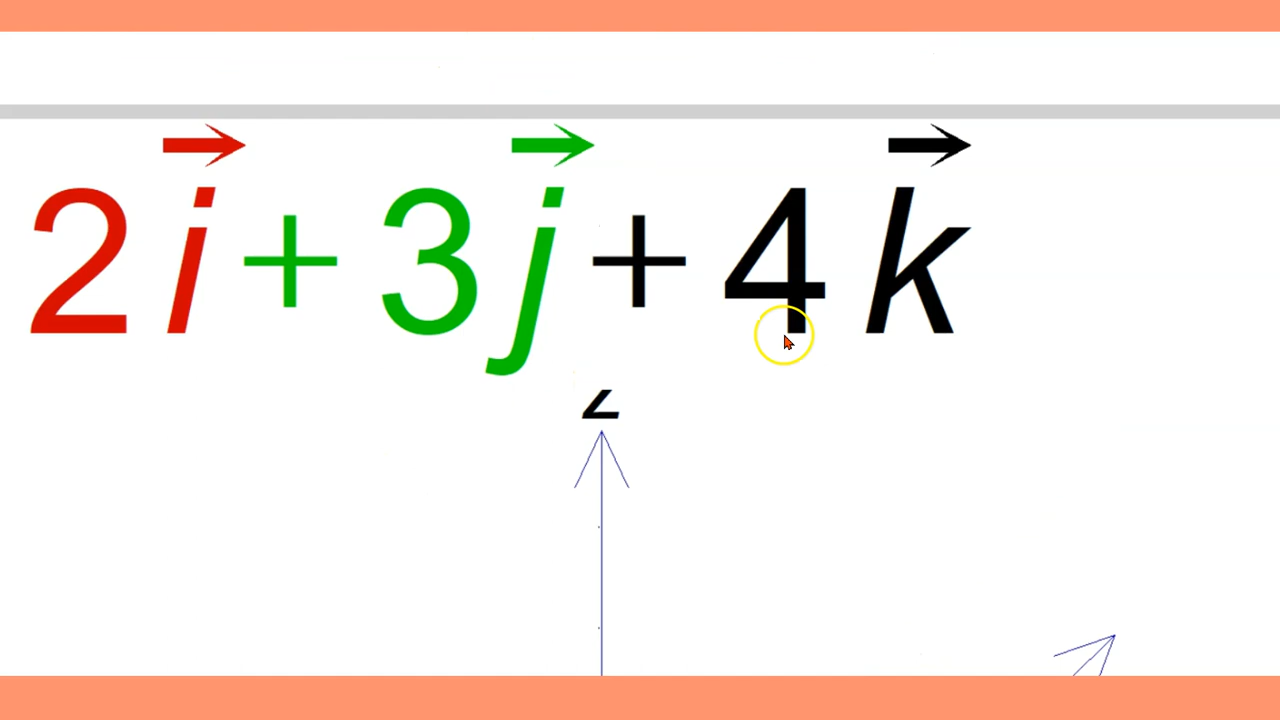 2i⃗ + 3j⃗ + 4k⃗
z